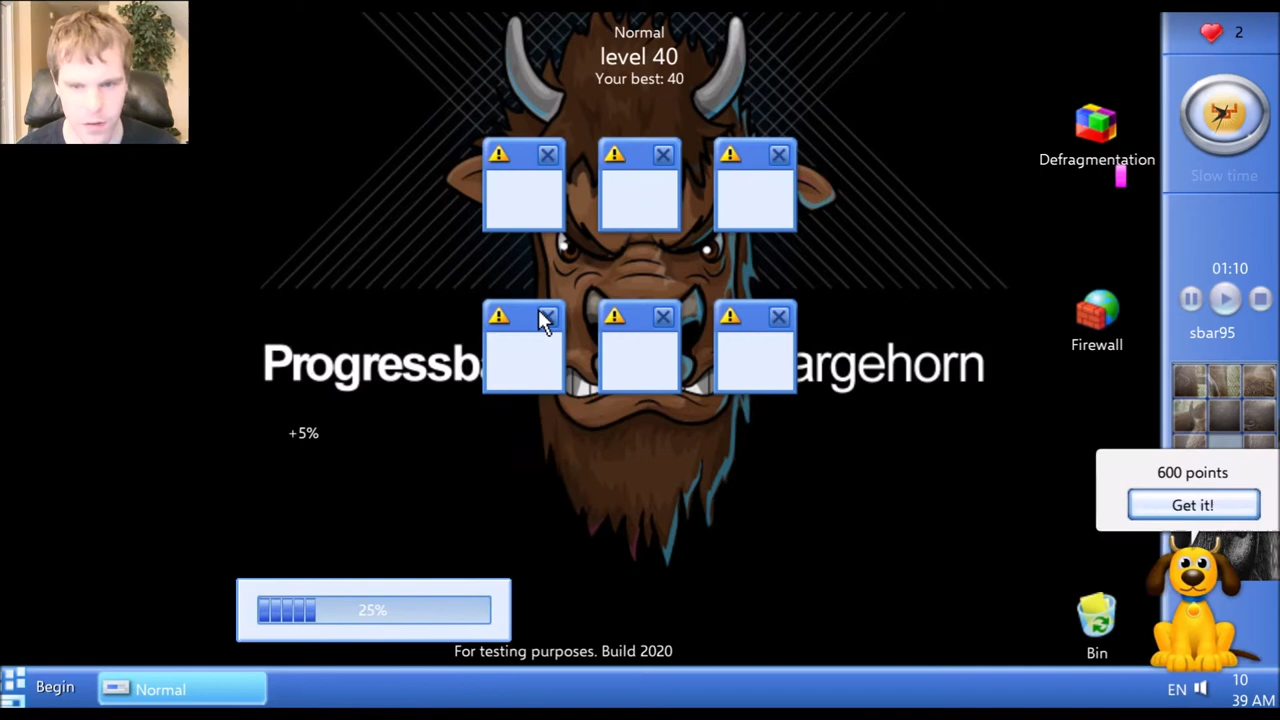 Normal
level 40
Your best: 40
2
Defragmentation
Slow time
01:10
sbar95
Firewall
Progressba argehorn
+5%
600 points
Get it!
25%
For testing purposes. Build 2020
Bin
Begin
Normal
EN
10
39 AM